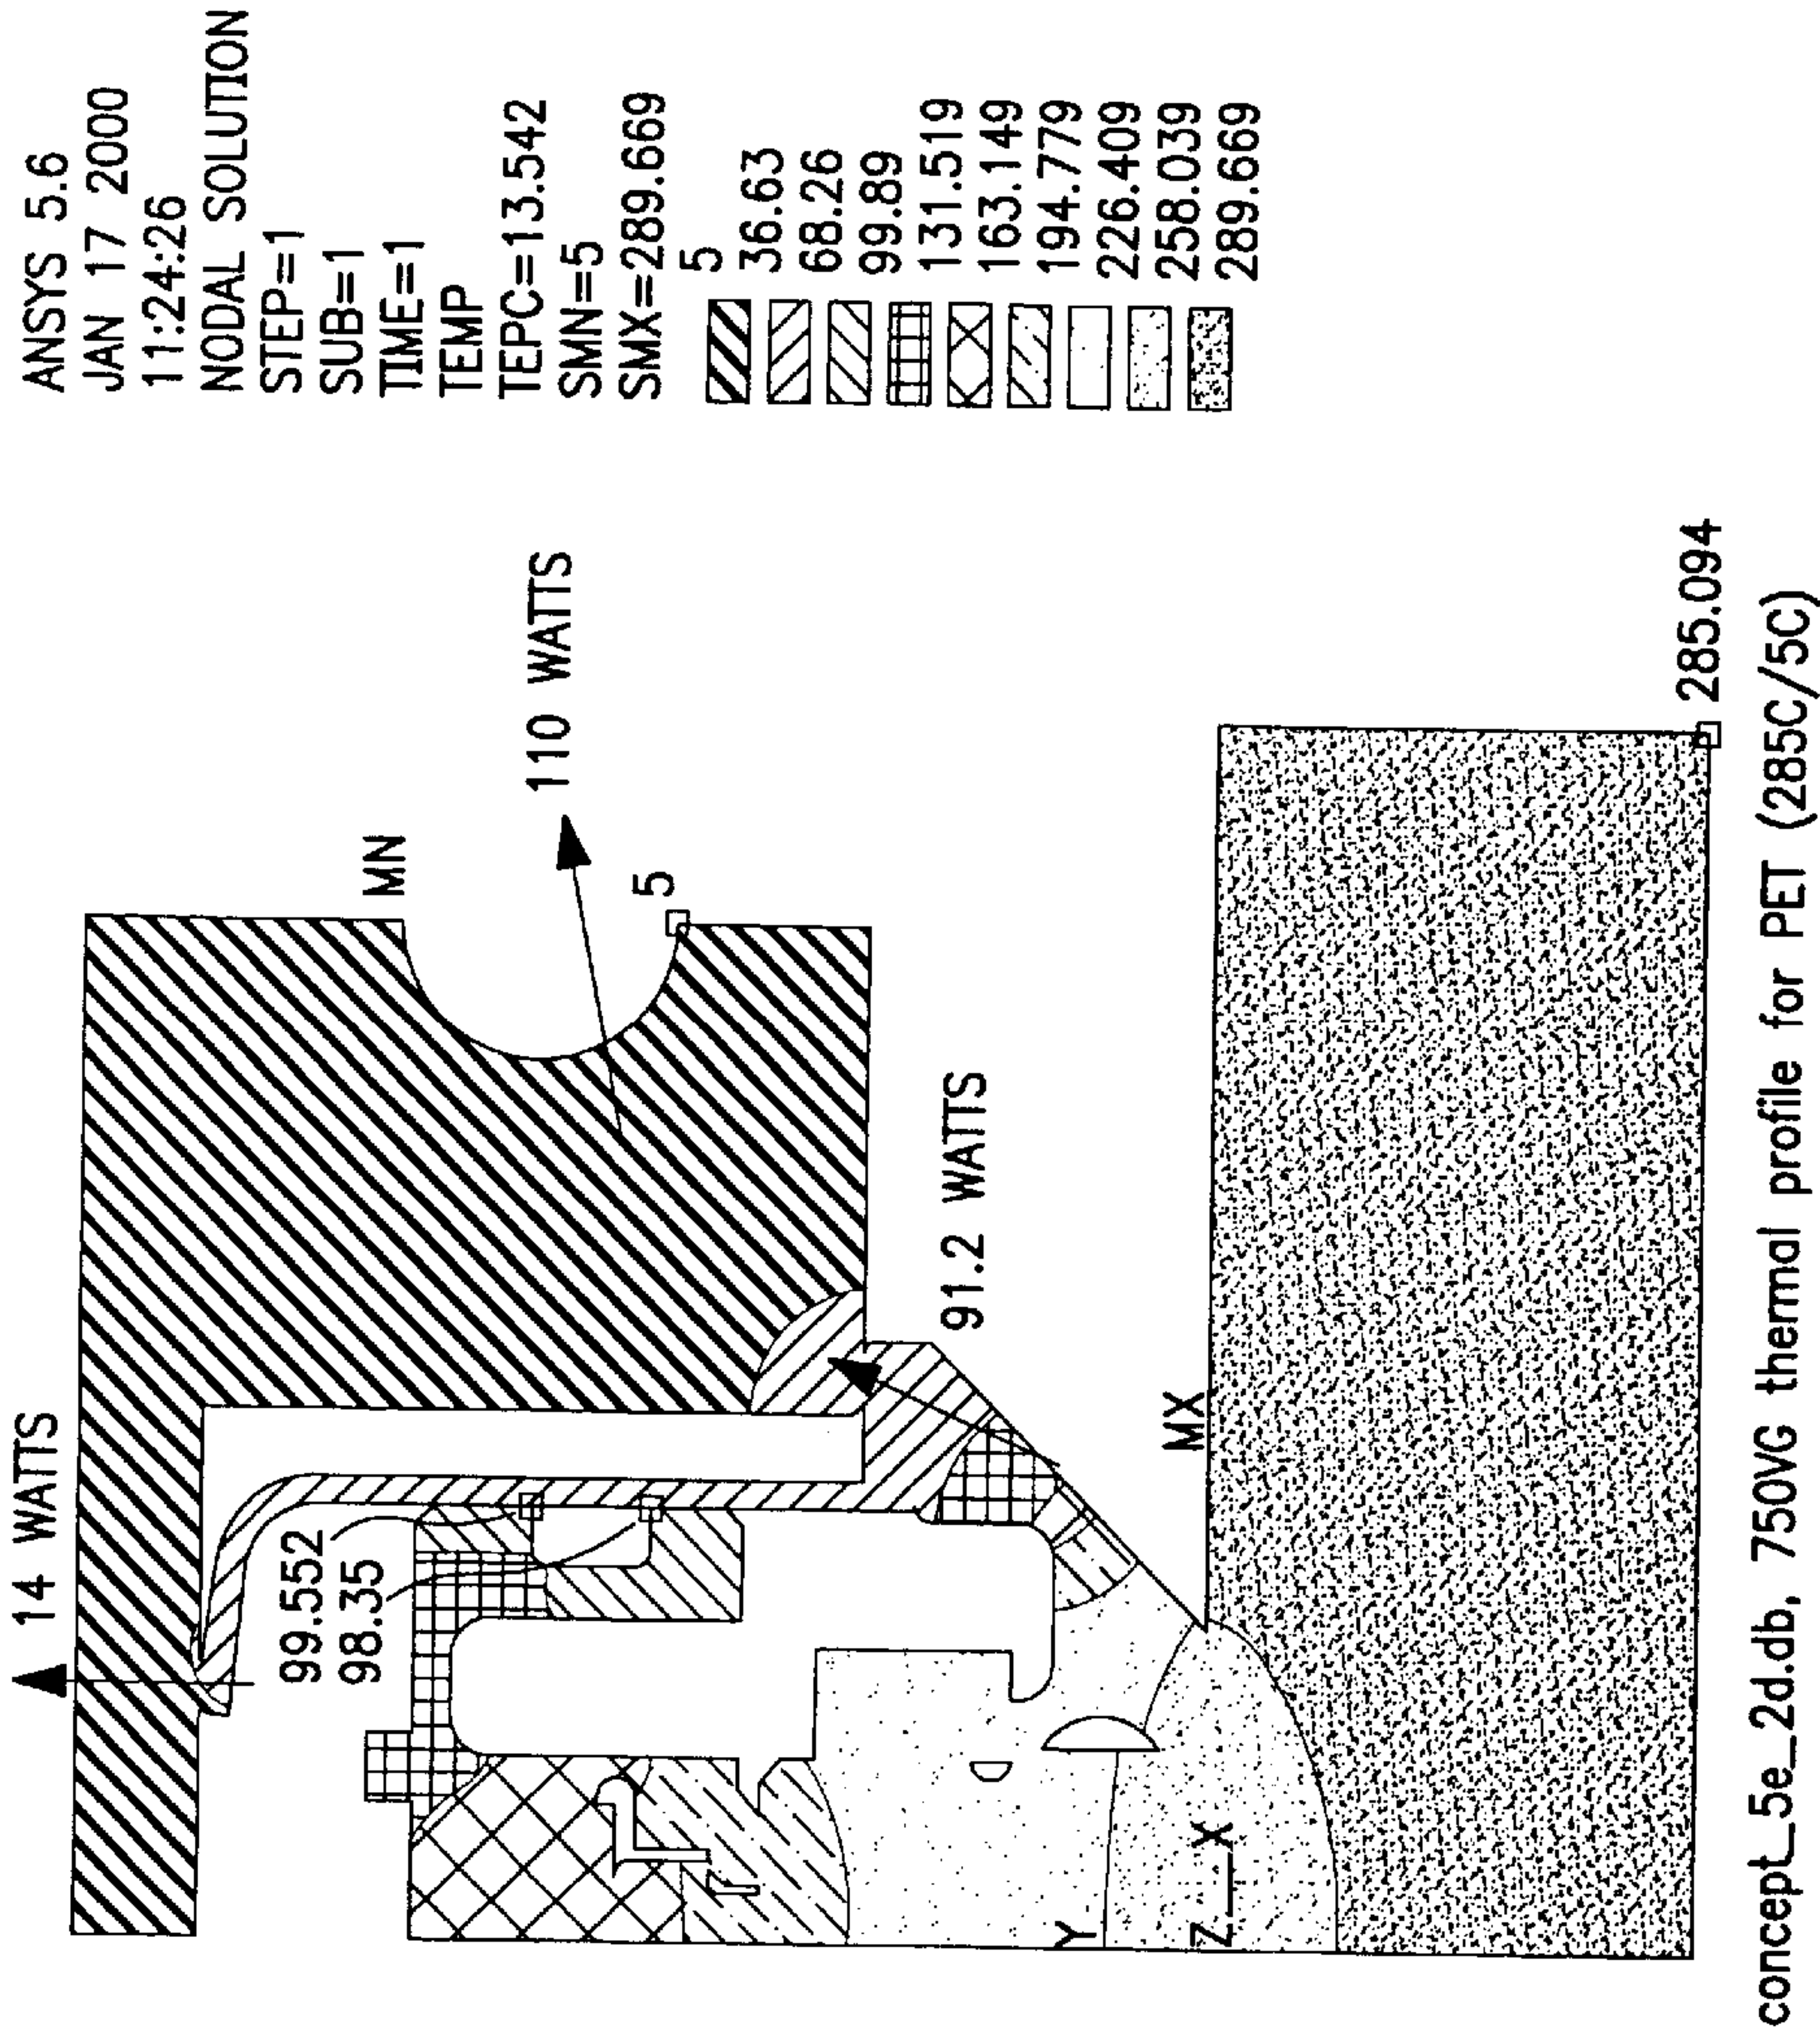 ANSYS 5.6
JAN 17 2000
11:24:26
NODAL SOLUTION
STEP=1
SUB=1
TIME=1
TEMP
TEPC=13.542
SMN=5
SMX=289.669
5
36.63
68.26
99.89
131.519
163.149
194.779
226.409
258.039
289.669
14 WATTS
MN
110 WATTS
5
99.552
98.35
91.2 WATTS
MX
Y
Z X
285.094
concept_5e_2d.db, 750VG thermal profile for PET (285C/5C)